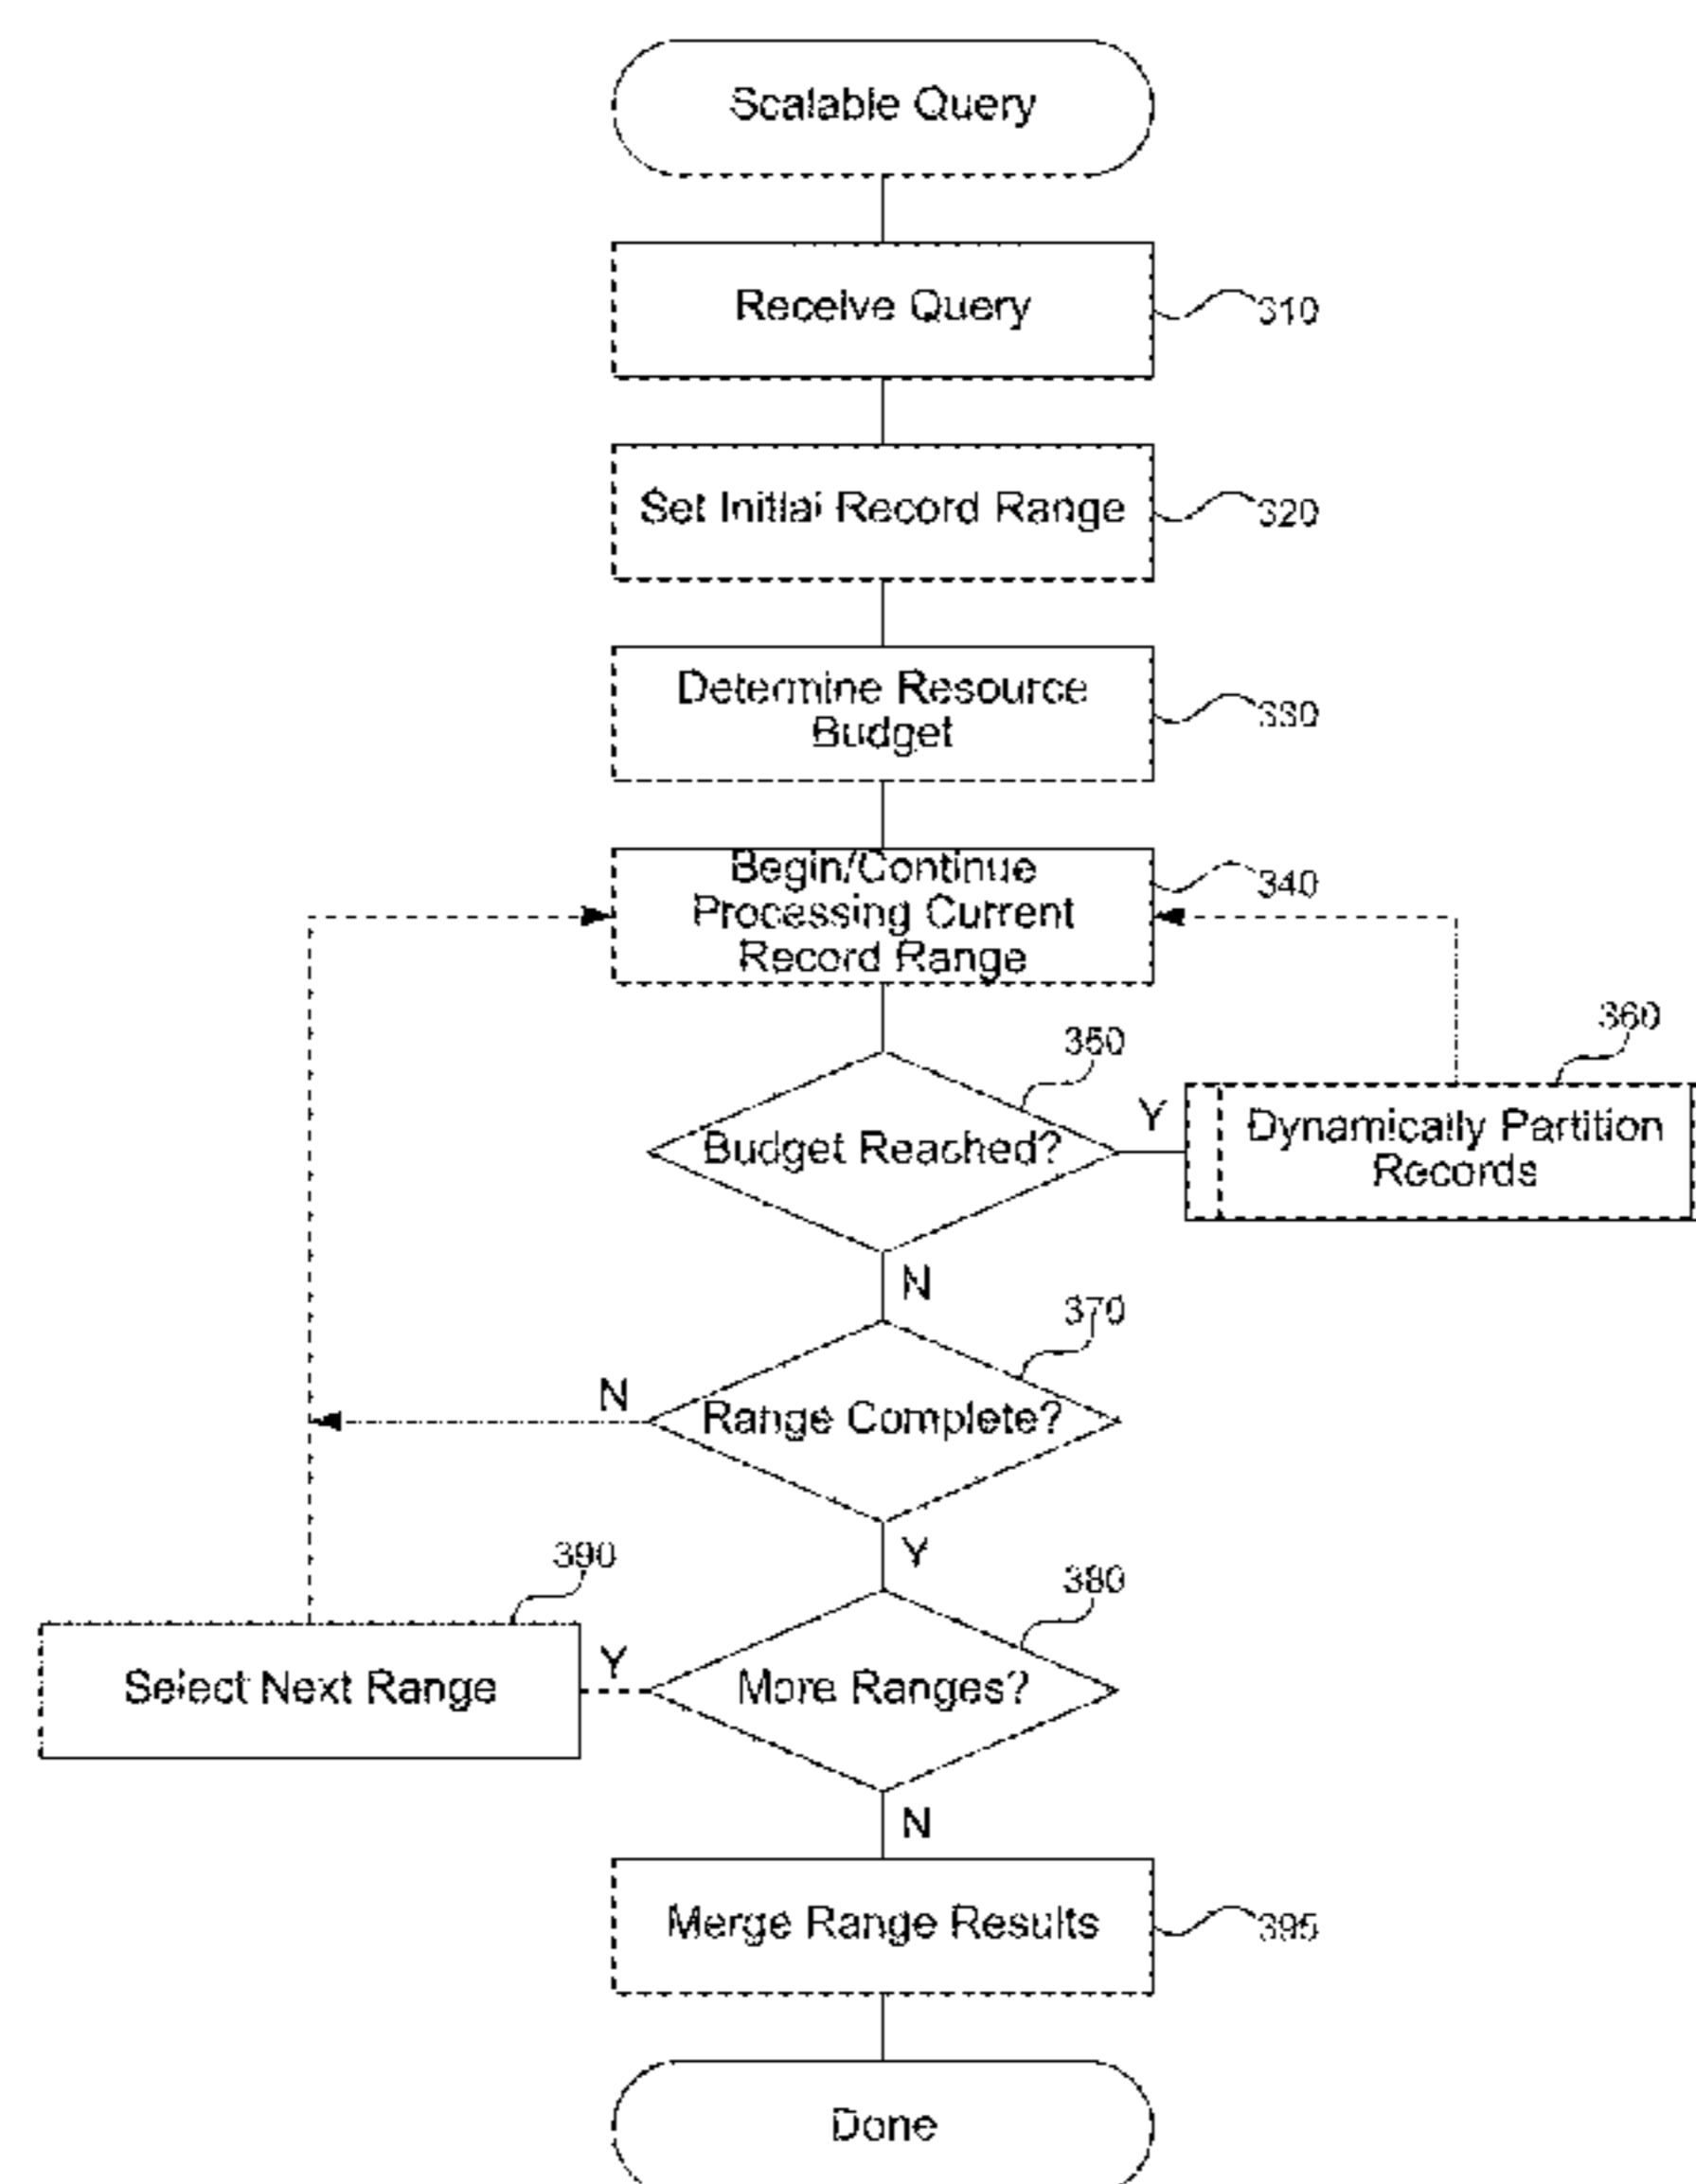 Scalable Query
Receive Query
310
Set Initial Record Range
320
Determine Resource
Budget
330
Begin/Continue
Processing Current
Record Range
340
350
360
Budget Reached?
Y
Dynamically Partition
Records
N
370
N
Range Complete?
Y
390
380
Select Next Range
Y
More Ranges?
N
Merge Range Results
395
Done